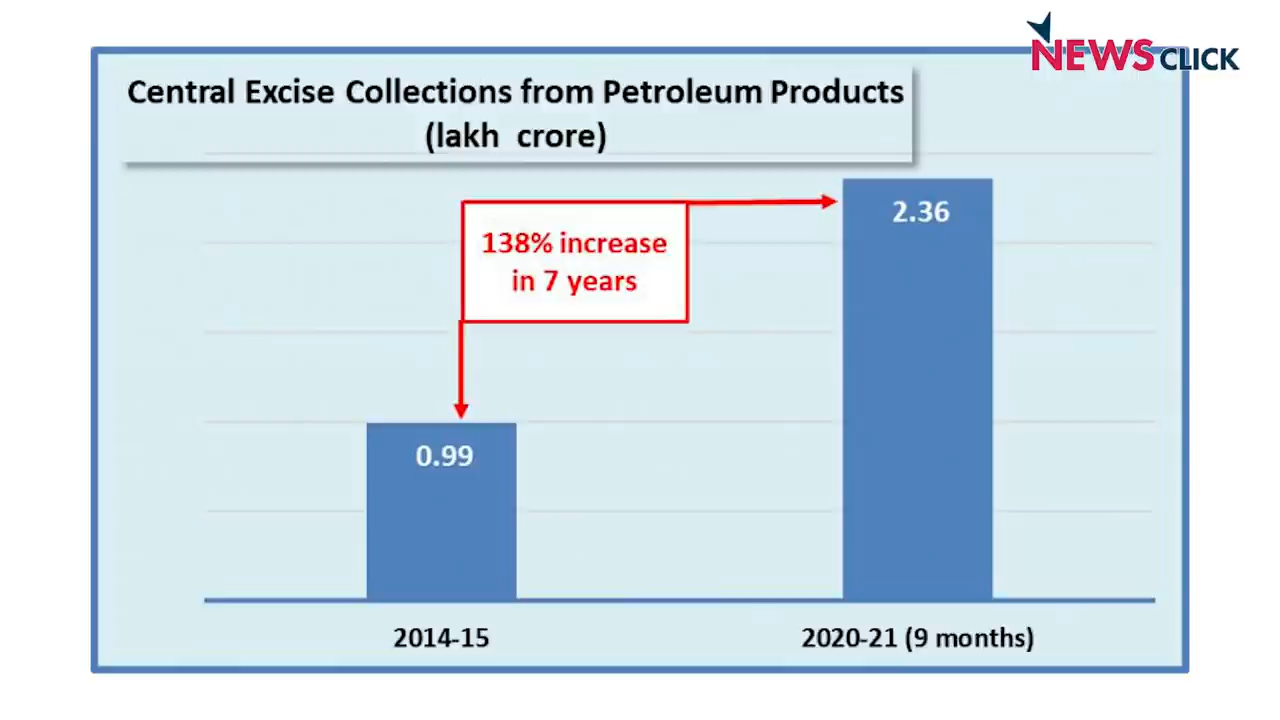 NEWSCLICK
Central Excise Collections from Petroleum Products
(lakh crore)
138% increase
in 7 years
2.36
0.99
2014-15
2020-21 (9 months)